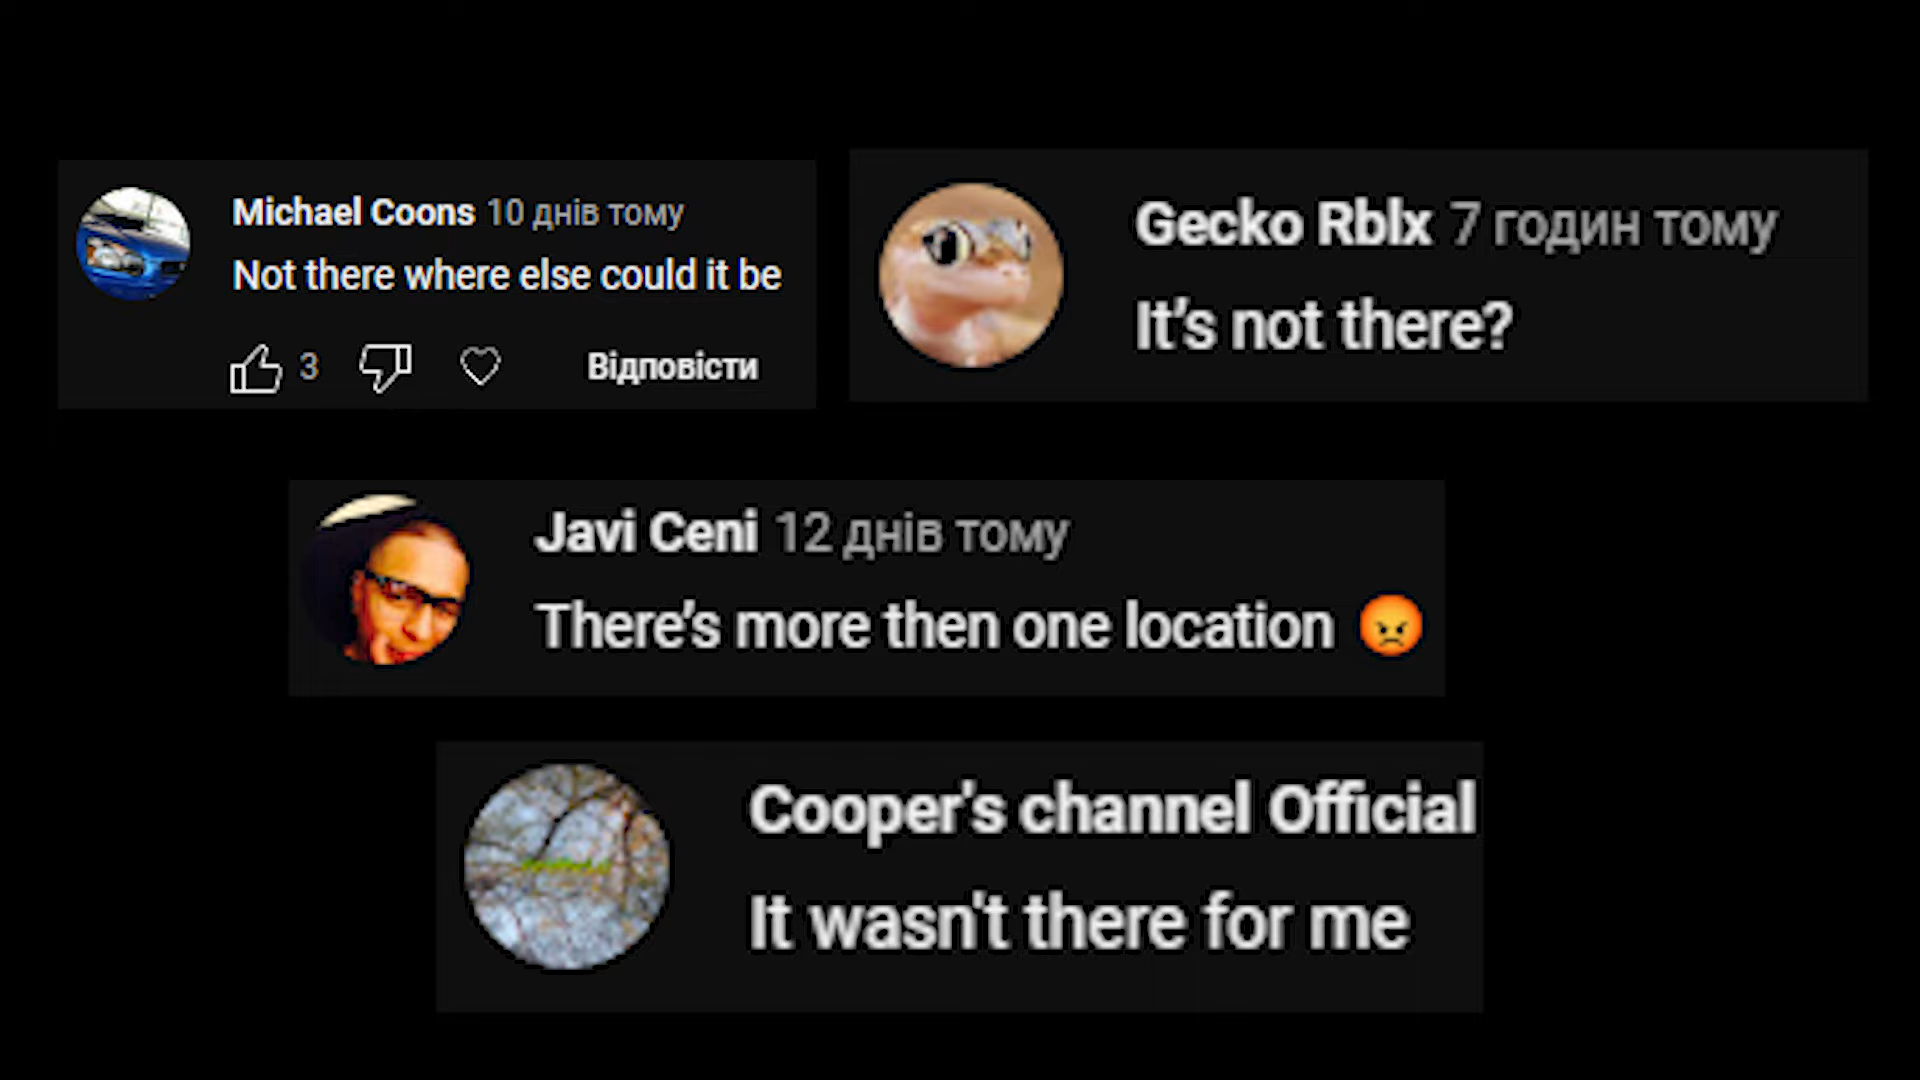 Michael Coons 10 днів тому
Not there where else could it be
3 Відповісти
Gecko Rblx 7 годин тому
It's not there?
Javi Ceni 12 днів тому
There's more then one location 😡
Cooper's channel Official
It wasn't there for me